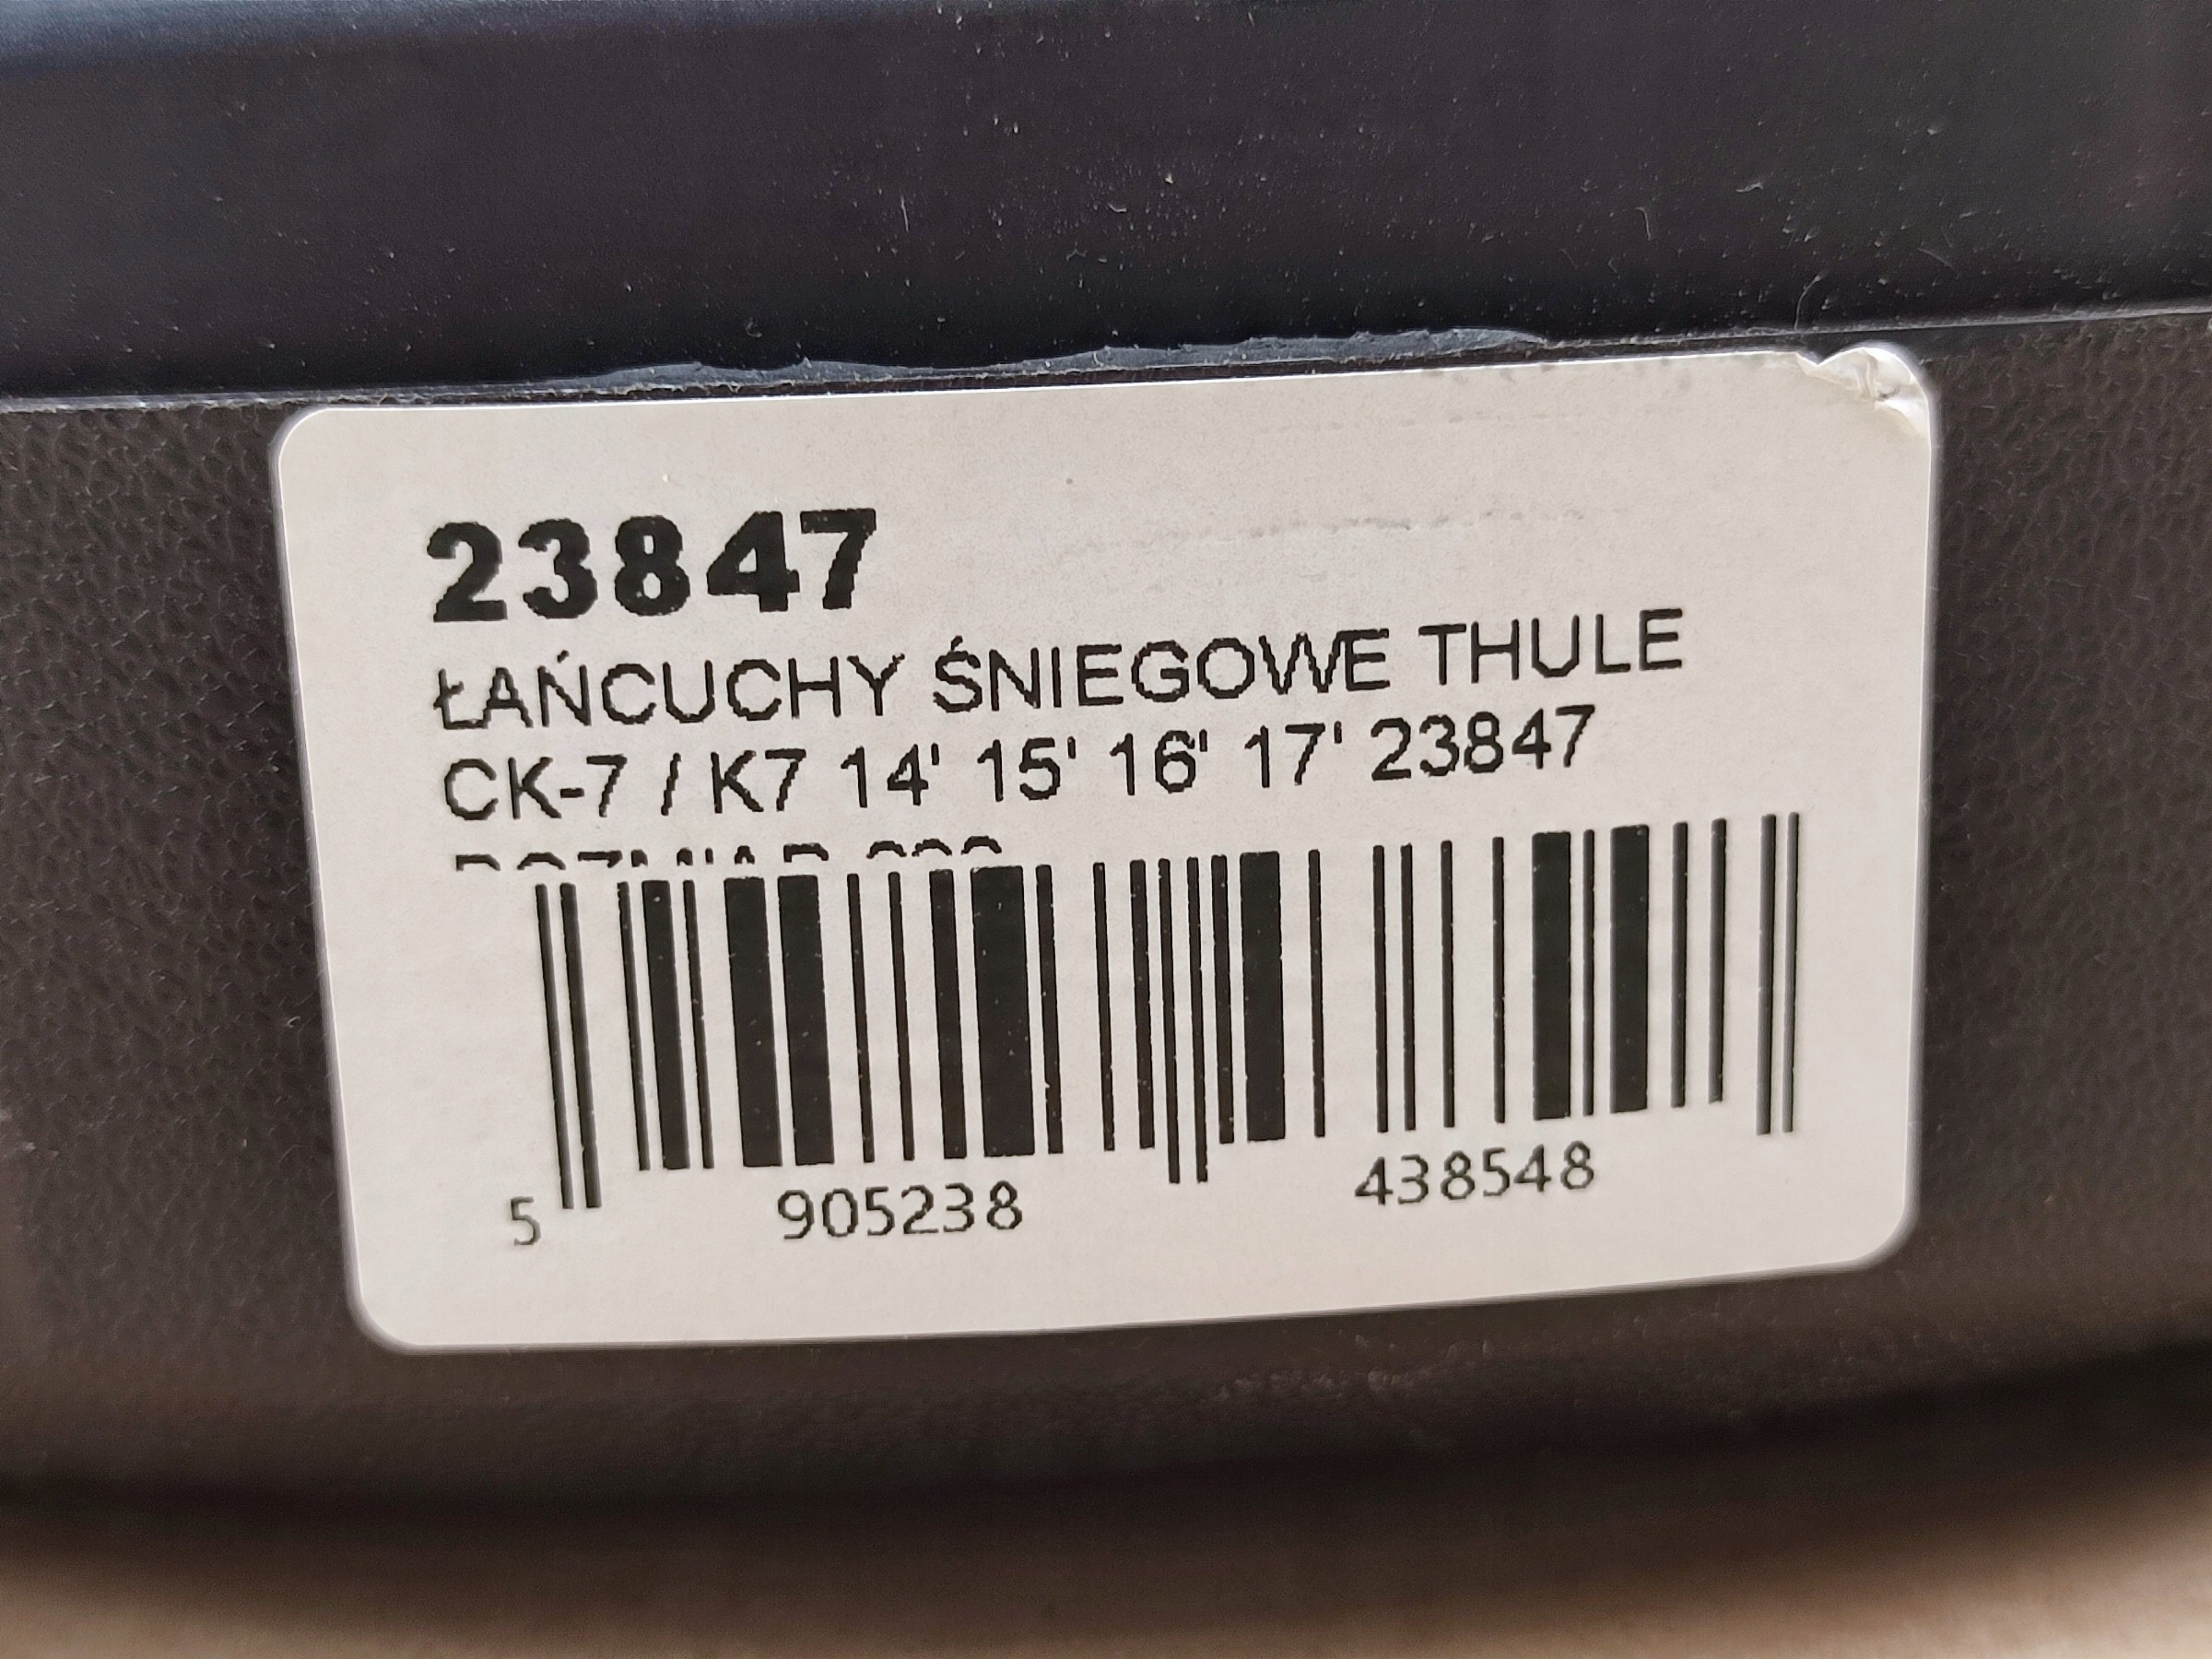 23847
ŁAŃCUCHY ŚNIEGOWE THULE
CK-7 / K7 14' 15' 16' 17' 23847
5 905238 438548